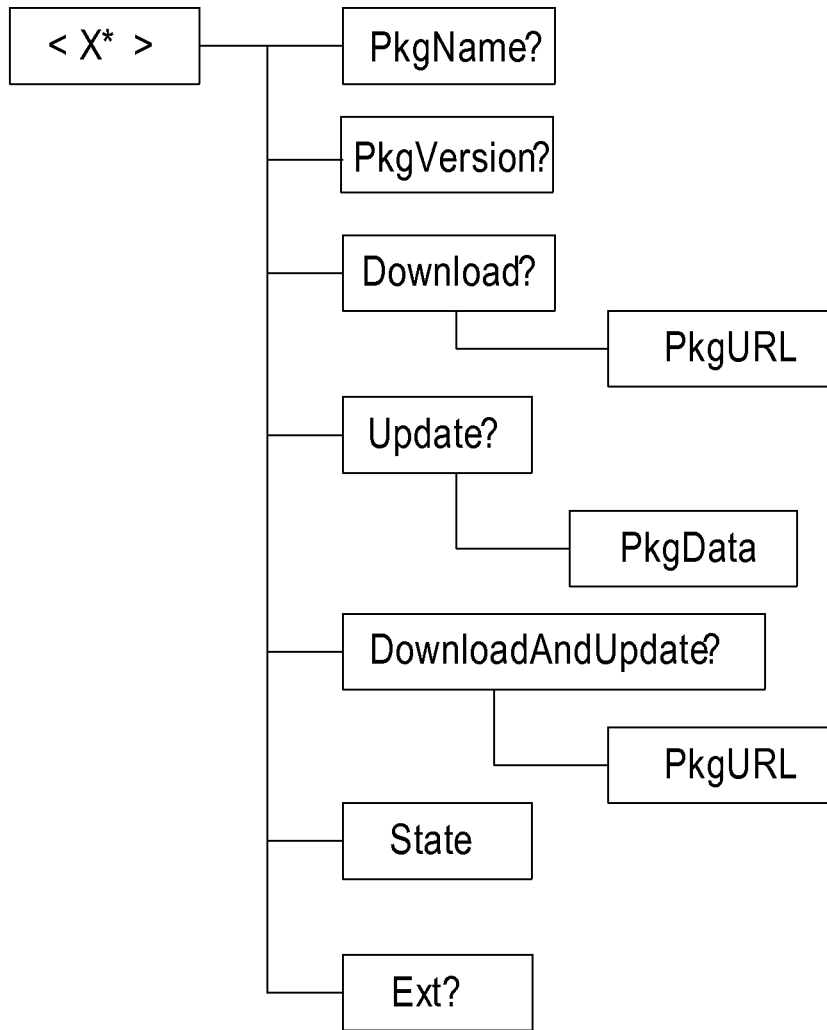 < X* >
PkgName?
PkgVersion?
Download?
PkgURL
Update?
PkgData
DownloadAndUpdate?
PkgURL
State
Ext?